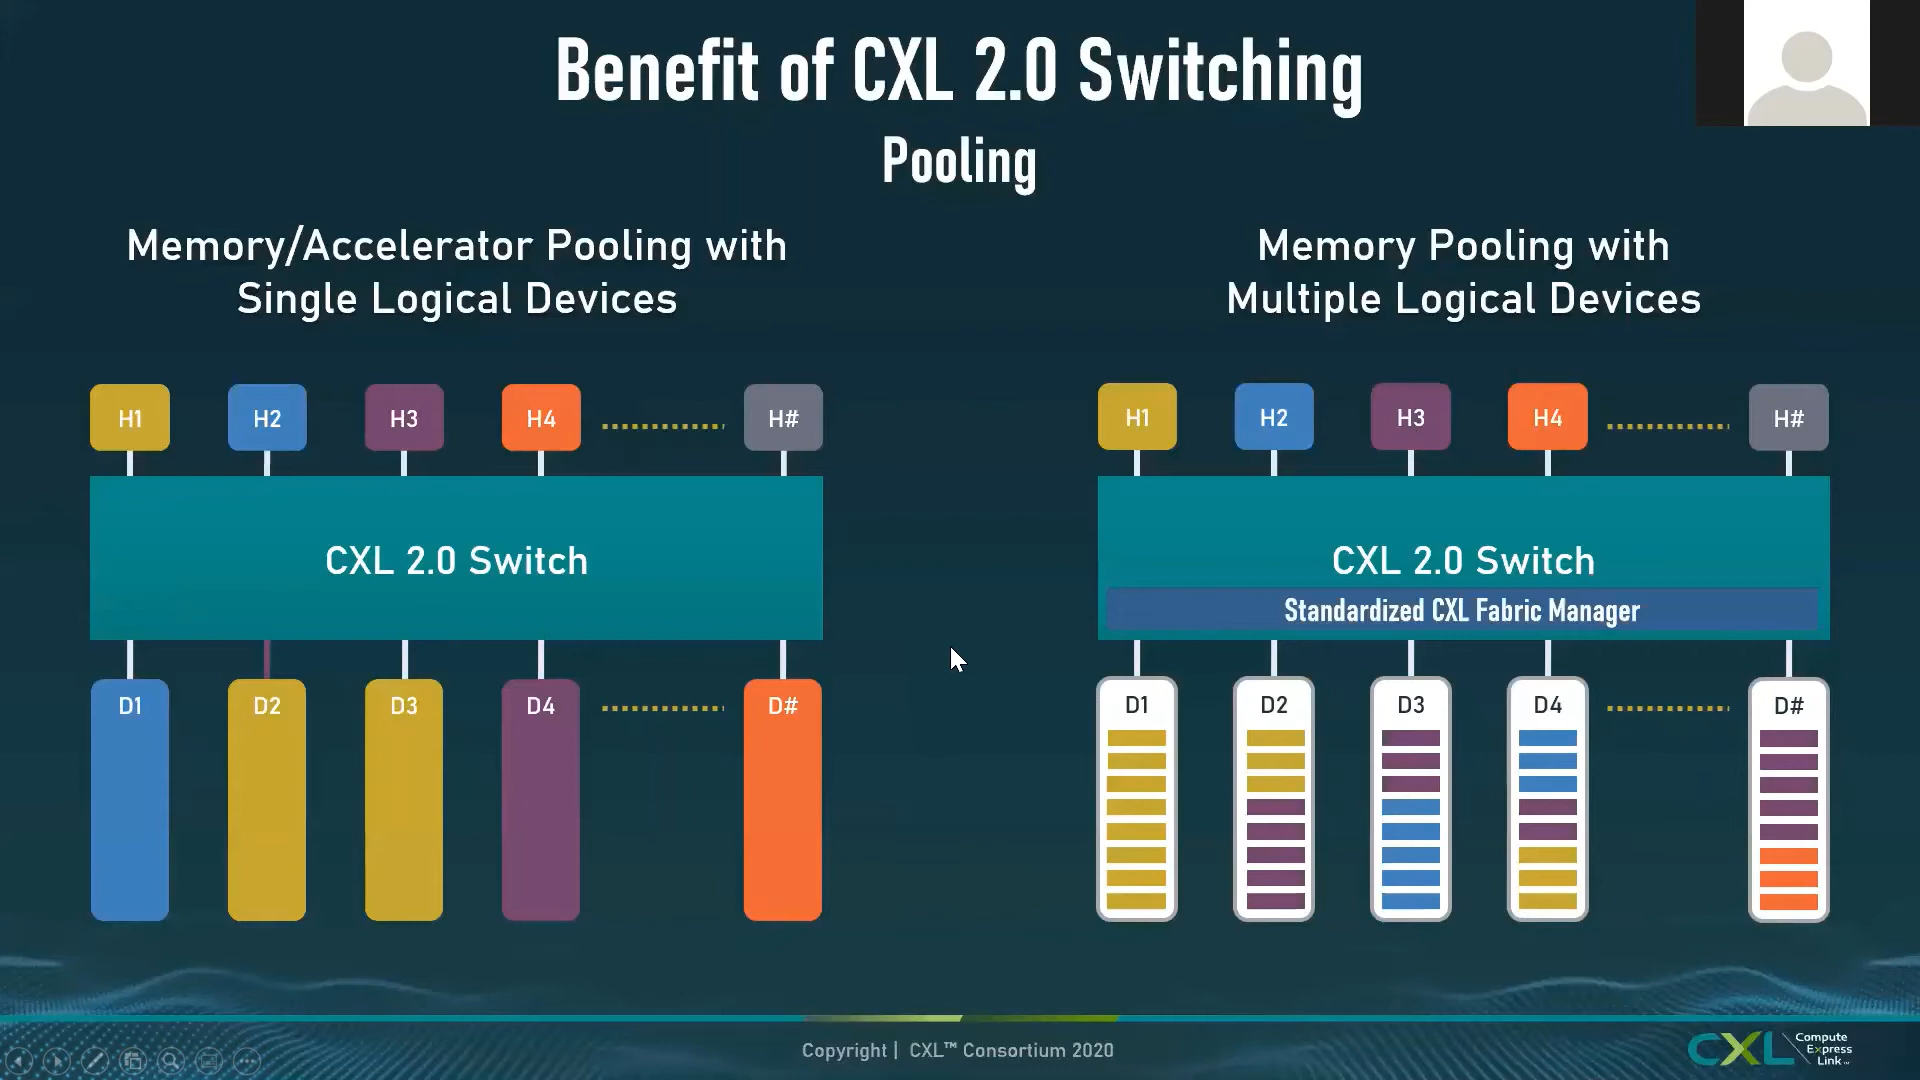 Benefit of CXL 2.0 Switching
Pooling
Memory/Accelerator Pooling with
Single Logical Devices
H1 H2 H3 H4 H#
CXL 2.0 Switch
D1 D2 D3 D4 D#
Memory Pooling with
Multiple Logical Devices
H1 H2 H3 H4 H#
CXL 2.0 Switch
Standardized CXL Fabric Manager
D1 D2 D3 D4 D#
Copyright | CXL™ Consortium 2020
CXL
Compute
Express
Link™